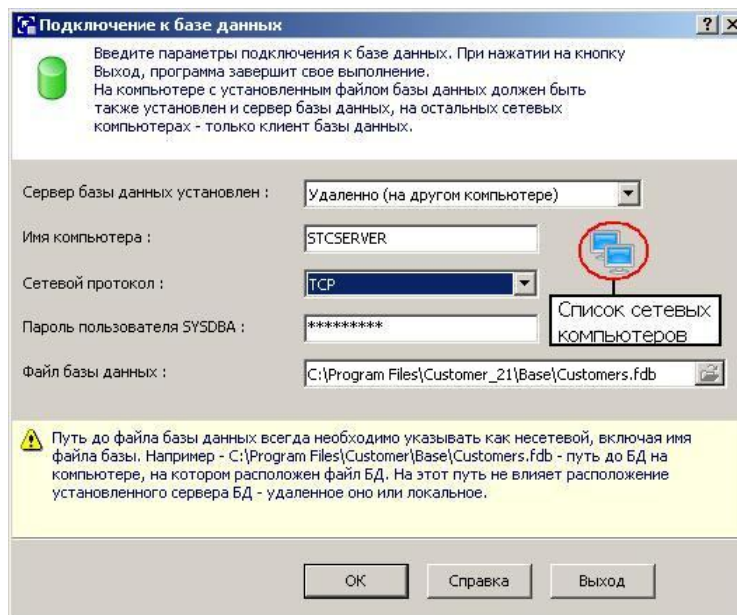 Подключение к базе данных
Введите параметры подключения к базе данных. При нажатии на кнопку
Выход, программа завершит свое выполнение.
На компьютере с установленным файлом базы данных должен быть
также установлен и сервер базы данных, на остальных сетевых
компьютерах - только клиент базы данных.
Сервер базы данных установлен :
Удаленно (на другом компьютере)
Имя компьютера :
STCSERVER
Сетевой протокол :
TCP
Список сетевых
компьютеров
Пароль пользователя SYSDBA :
*********
Файл базы данных :
C:\Program Files\Customer_21\Base\Customers.fdb
Путь до файла базы данных всегда необходимо указывать как несетевой, включая имя
файла базы. Например - C:\Program Files\Customer\Base\Customers.fdb - путь до БД на
компьютере, на котором расположен файл БД. На этот путь не влияет расположение
установленного сервера БД - удаленное оно или локальное.
OK
Справка
Выход